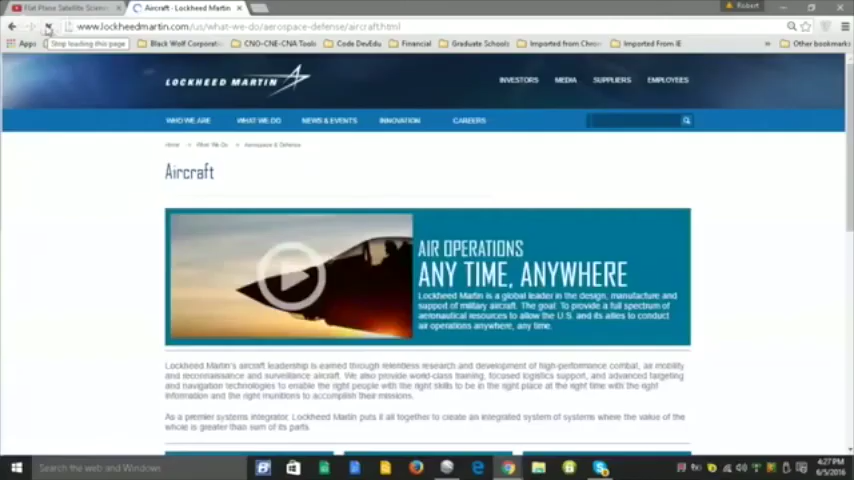 Flat Plane Satellite Scienc
Aircraft · Lockheed Martin
Robert
www.lockheedmartin.com/us/what-we-do/aerospace-defense/aircraft.html
Apps
Stop loading this page
Black Wolf Corporatio
CNO-CNE-CNA Tools
Code DevEdu
Financial
Graduate Schools
Imported from Chrom
Imported From IE
Other bookmarks
LOCKHEED MARTIN
INVESTORS MEDIA SUPPLIERS EMPLOYEES
WHO WE ARE WHAT WE DO NEWS & EVENTS INNOVATION CAREERS
Home > What We Do > Aerospace & Defense
Aircraft
AIR OPERATIONS
ANY TIME, ANYWHERE
Lockheed Martin is a global leader in the design, manufacture and
support of military aircraft. The goal: To provide a full spectrum of
aeronautical resources to allow the U.S. and its allies to conduct
air operations anywhere, any time.
Lockheed Martin's aircraft leadership is earned through relentless research and development of high-performance combat, air mobility
and reconnaissance and surveillance aircraft. We also provide world-class training, focused logistics support, and advanced targeting
and navigation technologies to enable the right people with the right skills to be in the right place at the right time with the right
information and the right munitions to accomplish their missions.
As a premier systems integrator, Lockheed Martin puts it all together to create an integrated system of systems where the value of the
whole is greater than sum of its parts.
Search the web and Windows
4:27 PM
6/5/2016